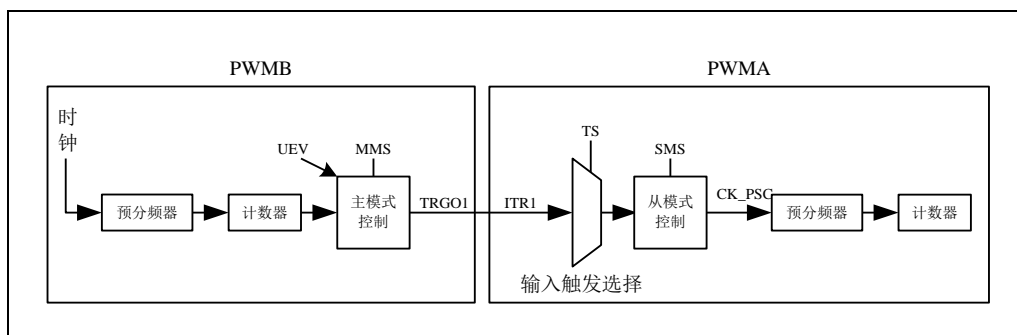 PWMB
PWMA
时
钟
UEV
MMS
TS
SMS
预分频器
计数器
主模式
控制
TRGO1
ITR1
从模式
控制
CK_PSC
预分频器
计数器
输入触发选择